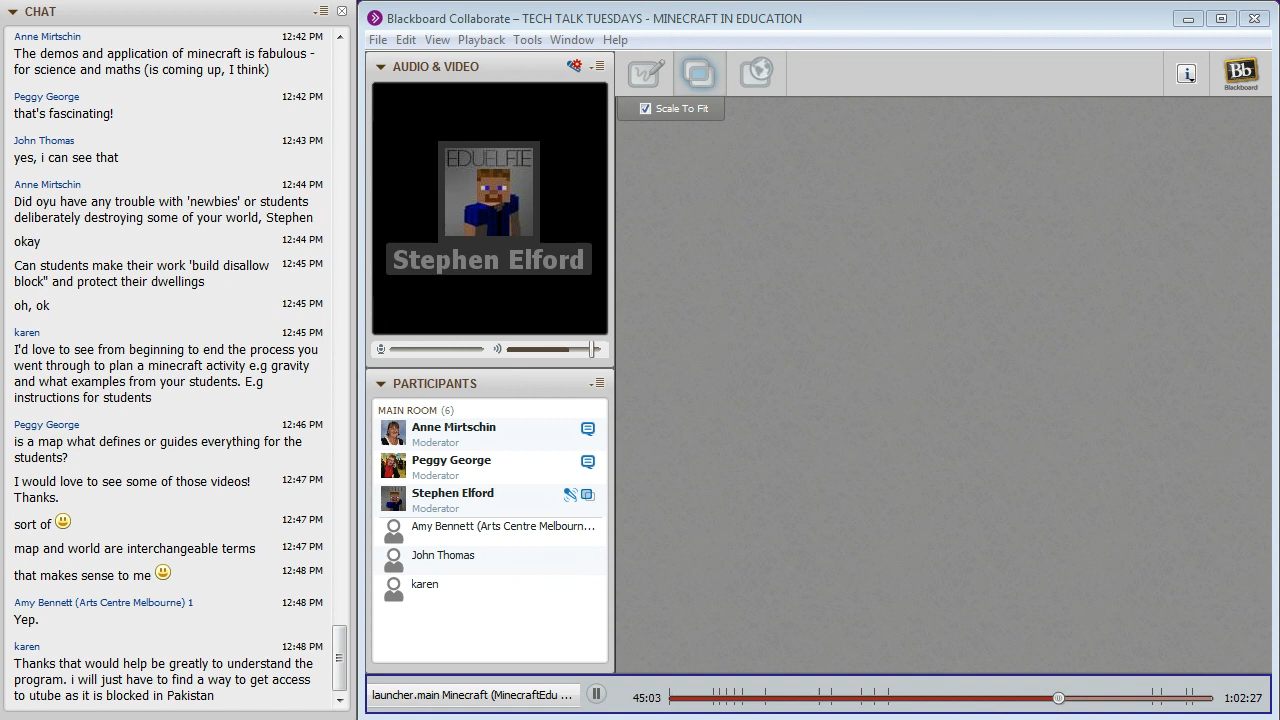 CHAT
Anne Mirtschin 12:42 PM
The demos and application of minecraft is fabulous -
for science and maths (is coming up, I think)
Peggy George 12:42 PM
that's fascinating!
John Thomas 12:43 PM
yes, i can see that
Anne Mirtschin 12:44 PM
Did oyu have any trouble with 'newbies' or students
deliberately destroying some of your world, Stephen
okay 12:44 PM
Can students make their work 'build disallow 12:45 PM
block" and protect their dwellings
oh, ok 12:45 PM
karen 12:45 PM
I'd love to see from beginning to end the process you
went through to plan a minecraft activity e.g gravity
and what examples from your students. E.g
instructions for students
Peggy George 12:46 PM
is a map what defines or guides everything for the
students?
I would love to see some of those videos! 12:47 PM
Thanks.
sort of 12:47 PM
map and world are interchangeable terms 12:47 PM
that makes sense to me 12:48 PM
Amy Bennett (Arts Centre Melbourne) 1 12:48 PM
Yep.
karen 12:48 PM
Thanks that would help be greatly to understand the
program. i will just have to find a way to get access
to utube as it is blocked in Pakistan
Blackboard Collaborate – TECH TALK TUESDAYS - MINECRAFT IN EDUCATION
File Edit View Playback Tools Window Help
AUDIO & VIDEO
EDUELFIE
Stephen Elford
PARTICIPANTS
MAIN ROOM (6)
Anne Mirtschin
Moderator
Peggy George
Moderator
Stephen Elford
Moderator
Amy Bennett (Arts Centre Melbourn...
John Thomas
karen
Scale To Fit
i
Bb
Blackboard
launcher.main Minecraft (MinecraftEdu ...
45:03
1:02:27